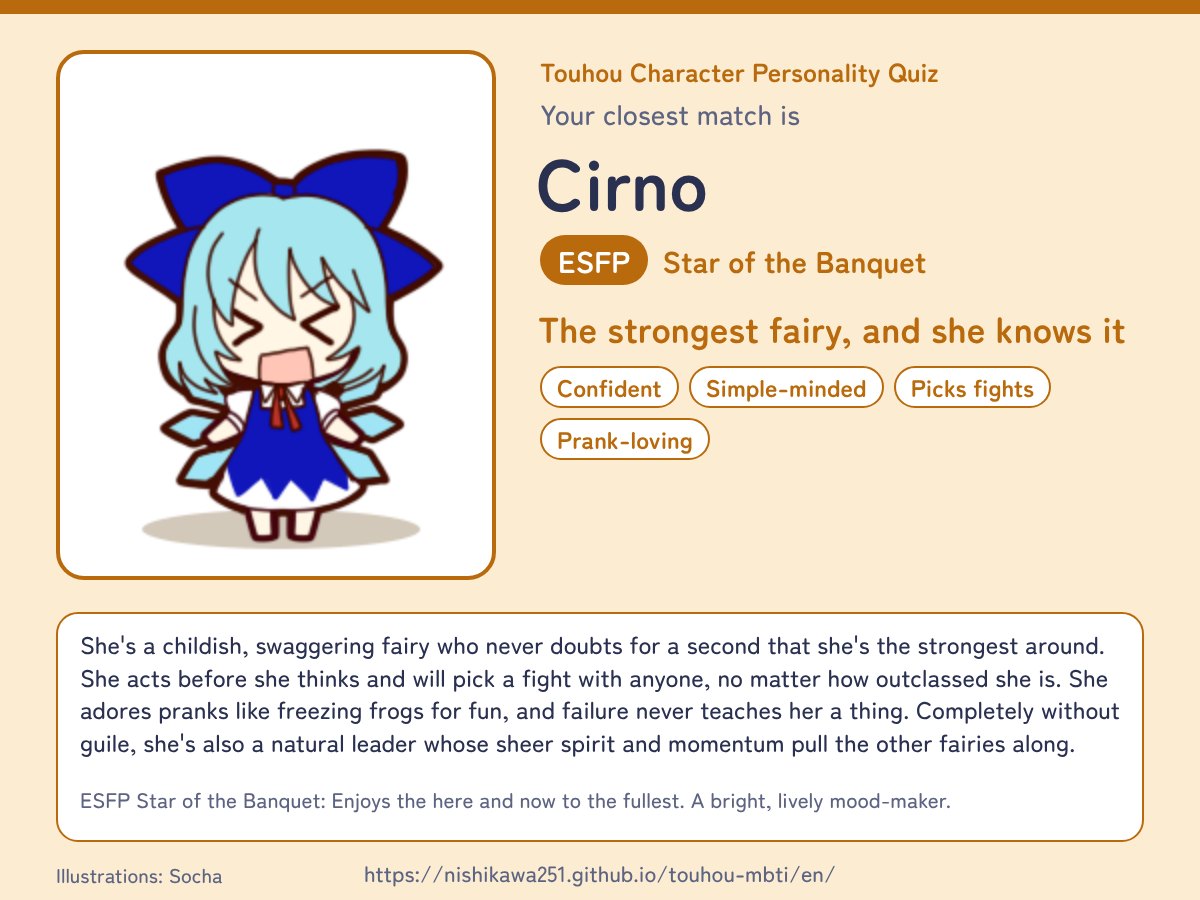 Touhou Character Personality Quiz
Your closest match is
Cirno
ESFP Star of the Banquet
The strongest fairy, and she knows it
Confident Simple-minded Picks fights
Prank-loving
She's a childish, swaggering fairy who never doubts for a second that she's the strongest around.
She acts before she thinks and will pick a fight with anyone, no matter how outclassed she is. She
adores pranks like freezing frogs for fun, and failure never teaches her a thing. Completely without
guile, she's also a natural leader whose sheer spirit and momentum pull the other fairies along.
ESFP Star of the Banquet: Enjoys the here and now to the fullest. A bright, lively mood-maker.
Illustrations: Socha https://nishikawa251.github.io/touhou-mbti/en/